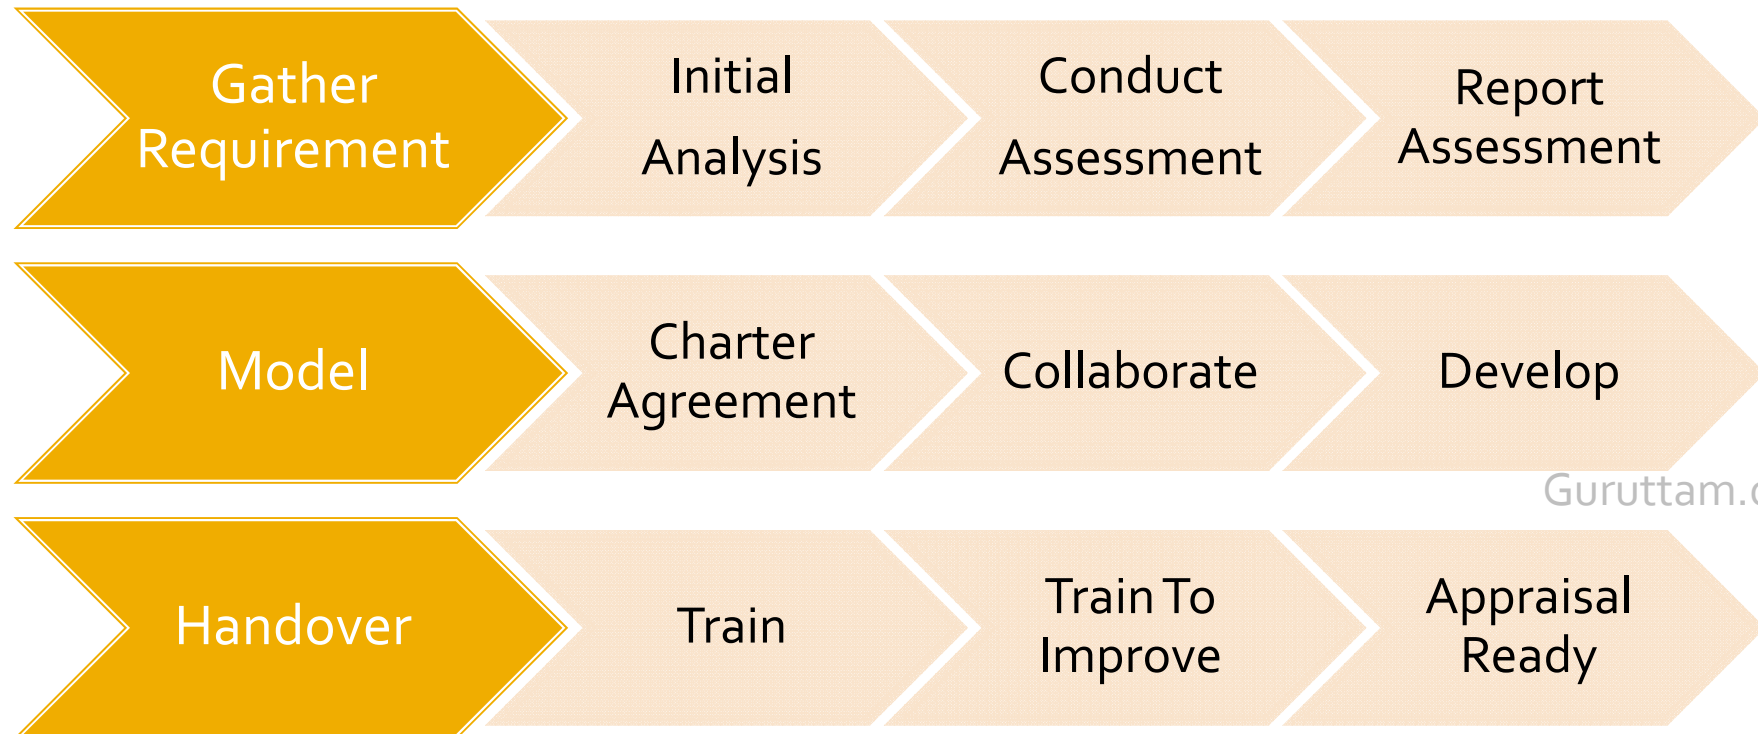 Gather
Requirement
Initial
Analysis
Conduct
Assessment
Report
Assessment
Model
Charter
Agreement
Collaborate
Develop
Guruttam.
Handover
Train
Train To
Improve
Appraisal
Ready